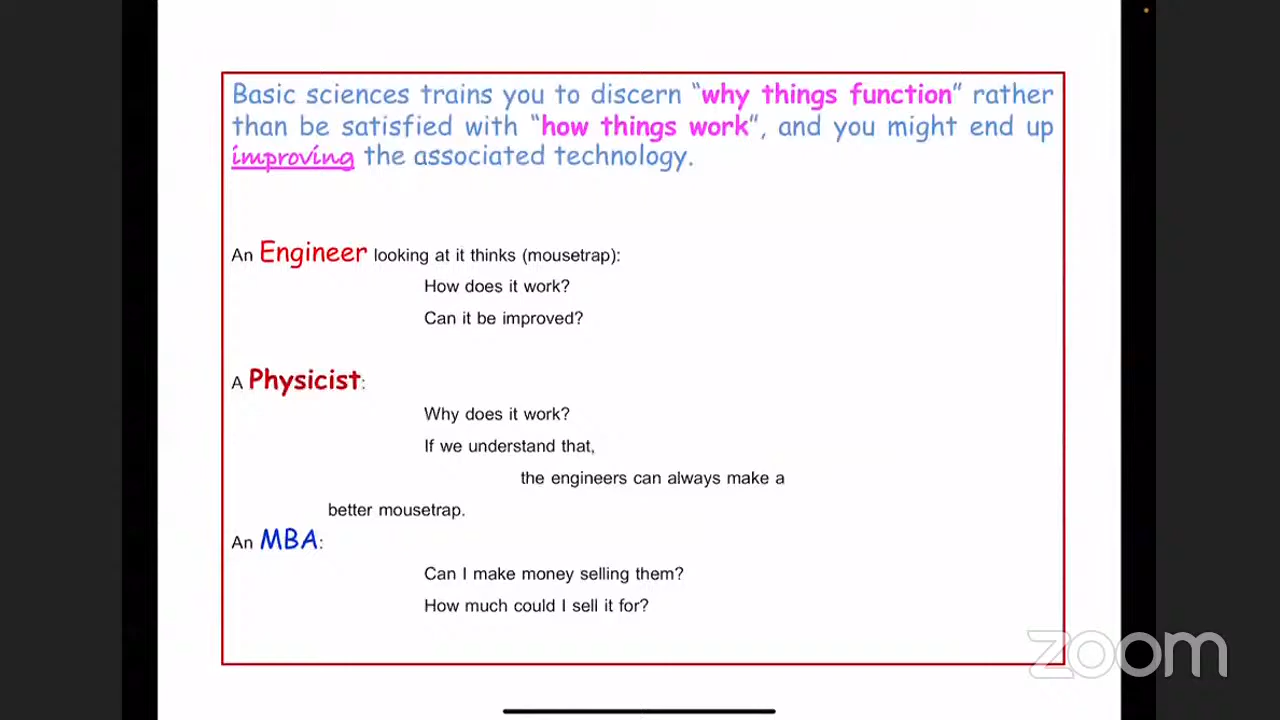 Basic sciences trains you to discern “why things function” rather
than be satisfied with “how things work”, and you might end up
improving the associated technology.
An Engineer looking at it thinks (mousetrap):
How does it work?
Can it be improved?
A Physicist:
Why does it work?
If we understand that,
the engineers can always make a
better mousetrap.
An MBA:
Can I make money selling them?
How much could I sell it for?
zoom